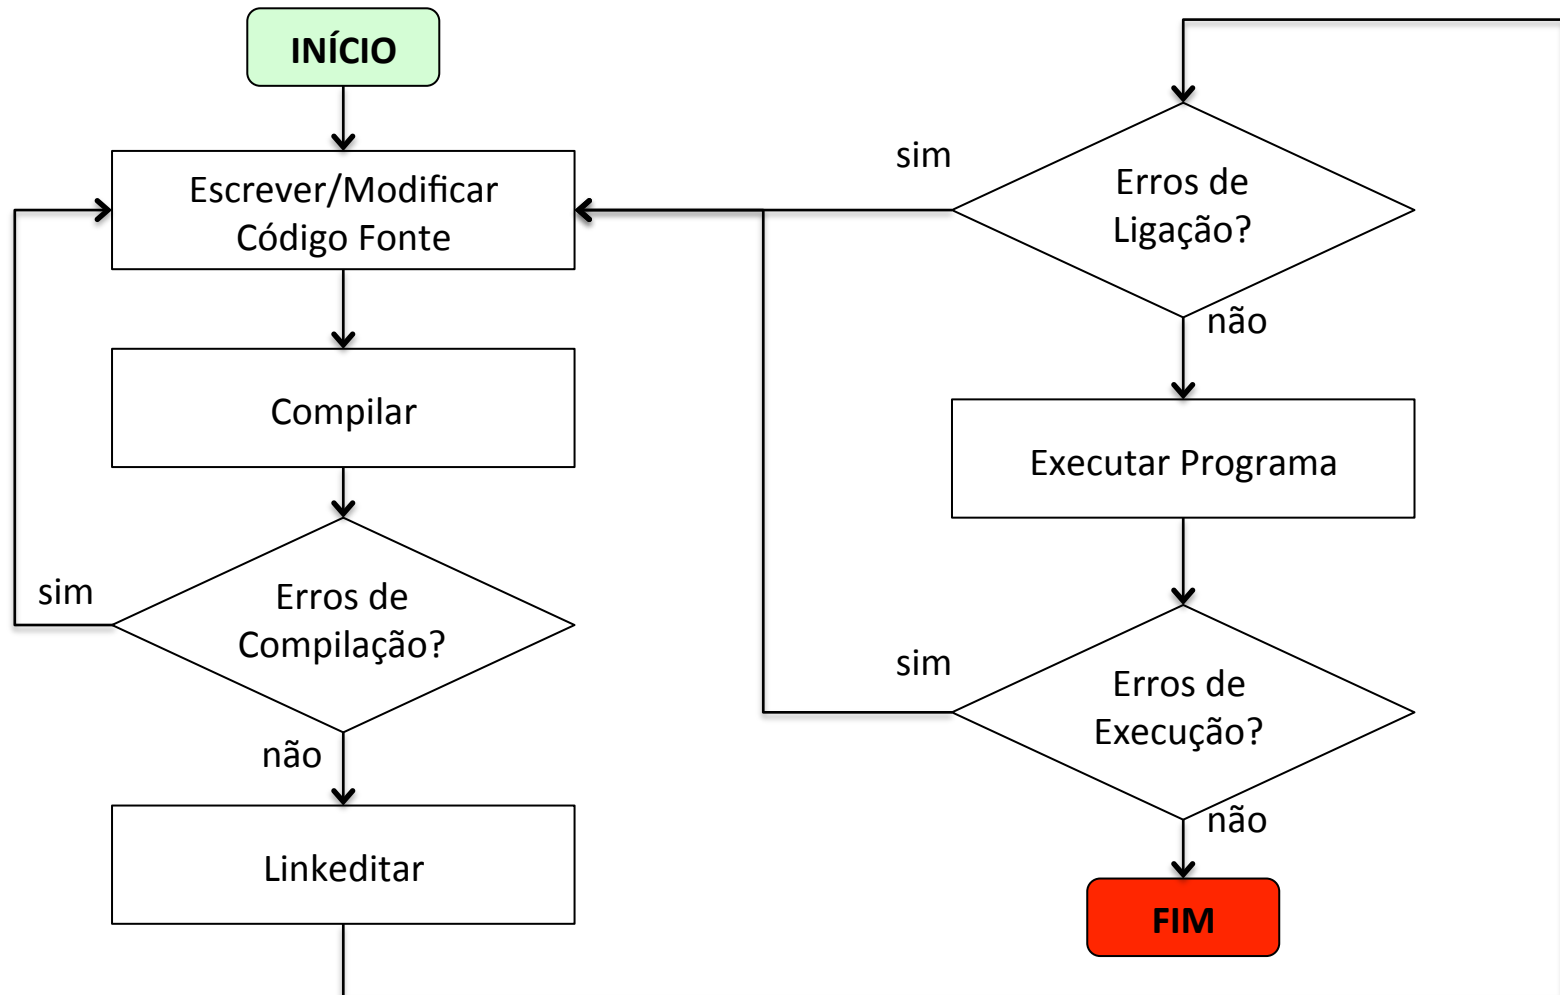 INÍCIO
Escrever/Modificar
Código Fonte
Compilar
sim
Erros de
Compilação?
não
Linkeditar
sim
Erros de
Ligação?
não
Executar Programa
sim
Erros de
Execução?
não
FIM